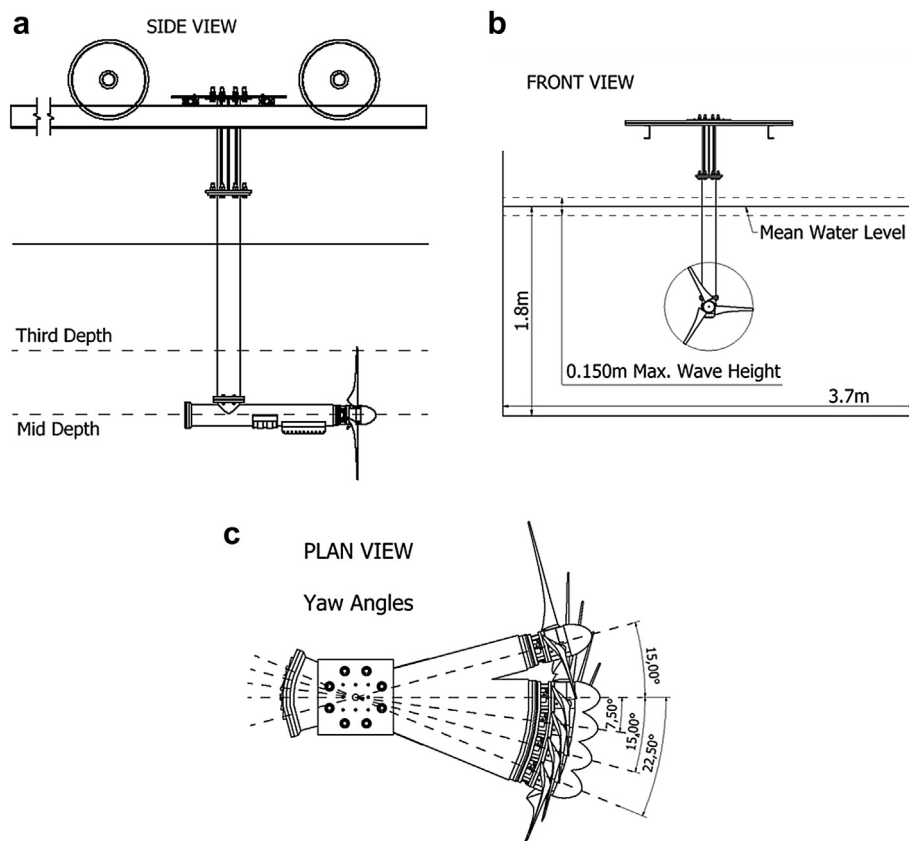 a
SIDE VIEW
Third Depth
Mid Depth
b
FRONT VIEW
Mean Water Level
1.8m
0.150m Max. Wave Height
3.7m
c
PLAN VIEW
Yaw Angles
15,00°
7,50°
15,00°
22,50°